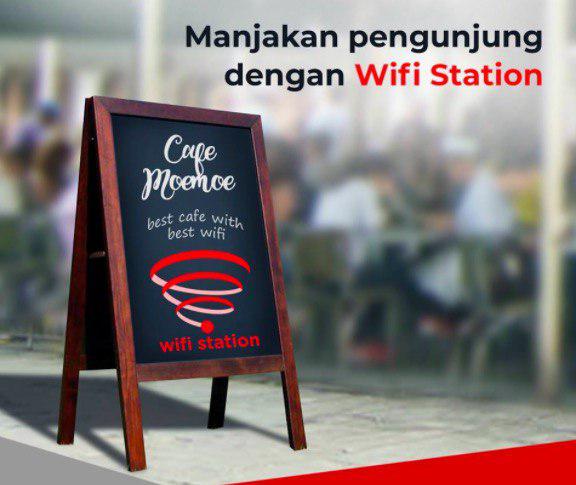 Manjakan pengunjung
dengan Wifi Station
Cafe
Moemoe
best cafe with
best wifi
wifi station